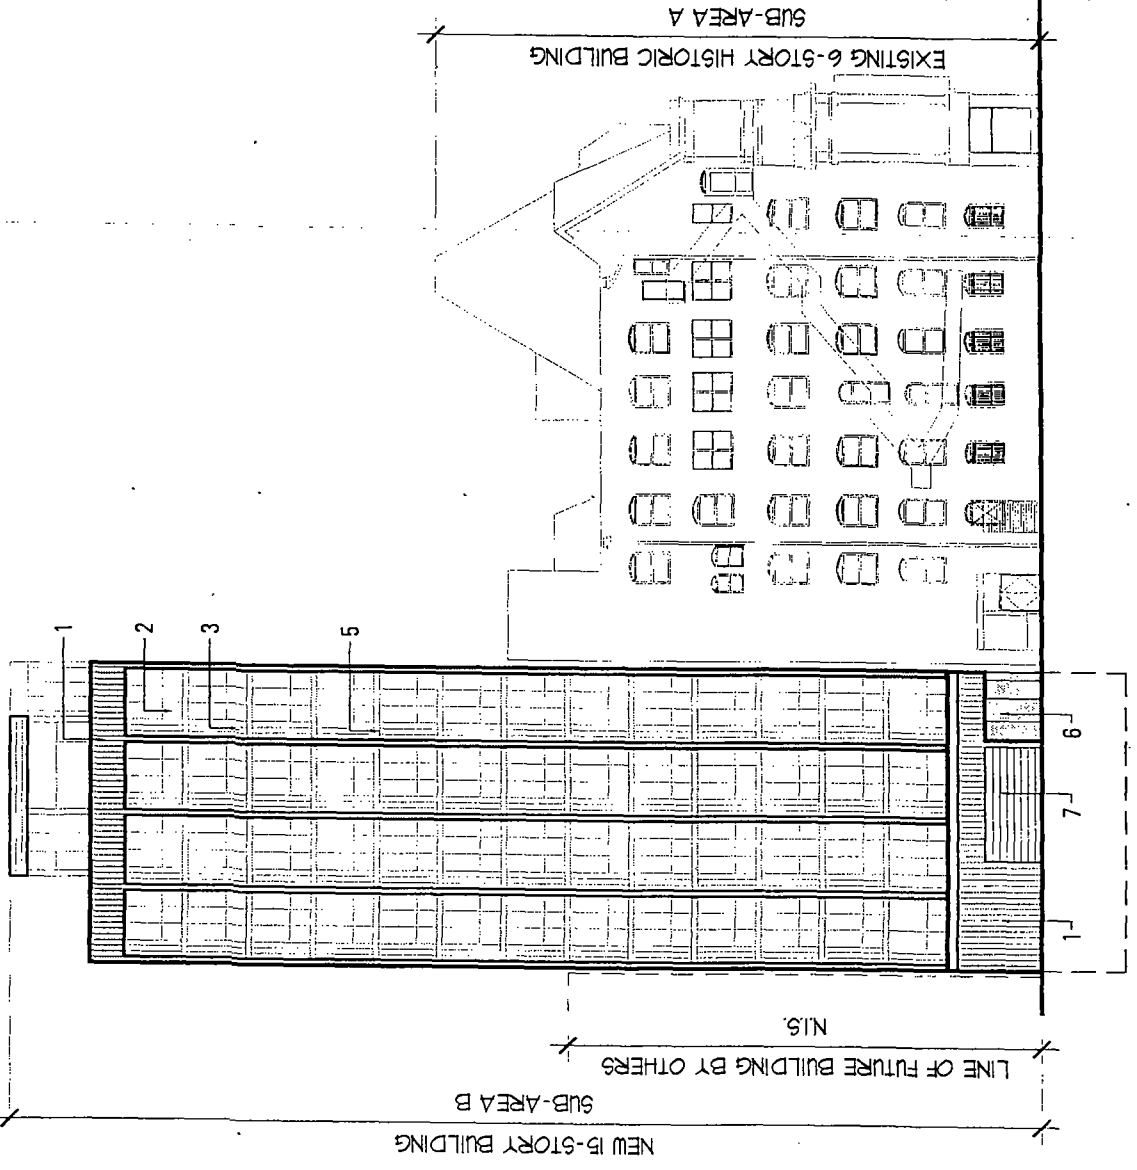 SUB-AREA A
EXISTING 6-STORY HISTORIC BUILDING
1
2
3
5
6
7
1
N.I.S.
LINE OF FUTURE BUILDING BY OTHERS
SUB-AREA B
NEW 15-STORY BUILDING